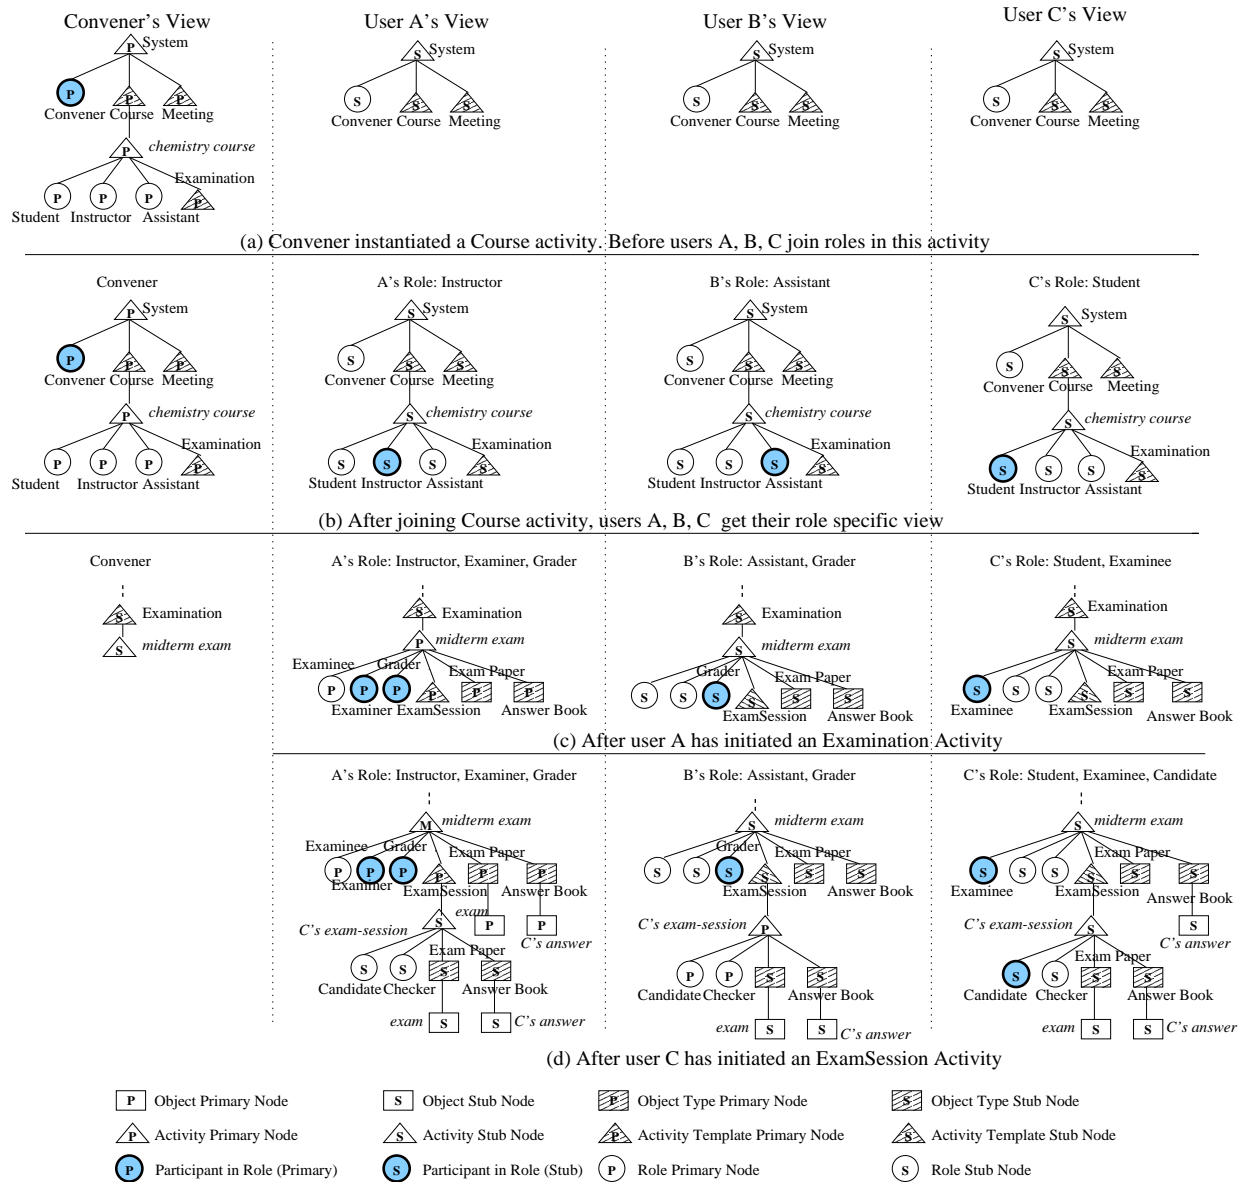 Convener's View User A's View User B's View User C's View
P System S System S System S System
P P P S S S S S S S S S
Convener Course Meeting Convener Course Meeting Convener Course Meeting Convener Course Meeting
P chemistry course
Examination
P P P P
Student Instructor Assistant
(a) Convener instantiated a Course activity. Before users A, B, C join roles in this activity
Convener A's Role: Instructor B's Role: Assistant C's Role: Student
P System S System S System S System
P P P S S S S S S S S S
Convener Course Meeting Convener Course Meeting Convener Course Meeting Convener Course Meeting
P chemistry course S chemistry course S chemistry course S chemistry course
Examination Examination Examination Examination
P P P P S S S S S S S S S S S S
Student Instructor Assistant Student Instructor Assistant Student Instructor Assistant Student Instructor Assistant
(b) After joining Course activity, users A, B, C get their role specific view
Convener A's Role: Instructor, Examiner, Grader B's Role: Assistant, Grader C's Role: Student, Examinee
S Examination S Examination S Examination S Examination
S midterm exam P midterm exam S midterm exam S midterm exam
Examinee Grader Exam Paper Grader Exam Paper Exam Paper
P P P P P P S S S S S S S S S S S S
Examiner ExamSession Answer Book ExamSession Answer Book Examinee ExamSession Answer Book
(c) After user A has initiated an Examination Activity
A's Role: Instructor, Examiner, Grader B's Role: Assistant, Grader C's Role: Student, Examinee, Candidate
M midterm exam S midterm exam S midterm exam
Examinee Grader Exam Paper Grader Exam Paper Exam Paper
P P P P P P S S S S S S S S S S S S
Examiner ExamSession Answer Book ExamSession Answer Book Examinee ExamSession Answer Book
C's exam-session S exam P P C's exam-session P C's exam-session S S
Exam Paper C's answer Exam Paper C's answer
S S S S P P S S S S S S
Candidate Checker Answer Book Candidate Checker Answer Book Candidate Checker Answer Book
exam S S C's answer exam S S C's answer exam S S C's answer
(d) After user C has initiated an ExamSession Activity
P Object Primary Node S Object Stub Node P Object Type Primary Node S Object Type Stub Node
P Activity Primary Node S Activity Stub Node P Activity Template Primary Node S Activity Template Stub Node
P Participant in Role (Primary) S Participant in Role (Stub) P Role Primary Node S Role Stub Node